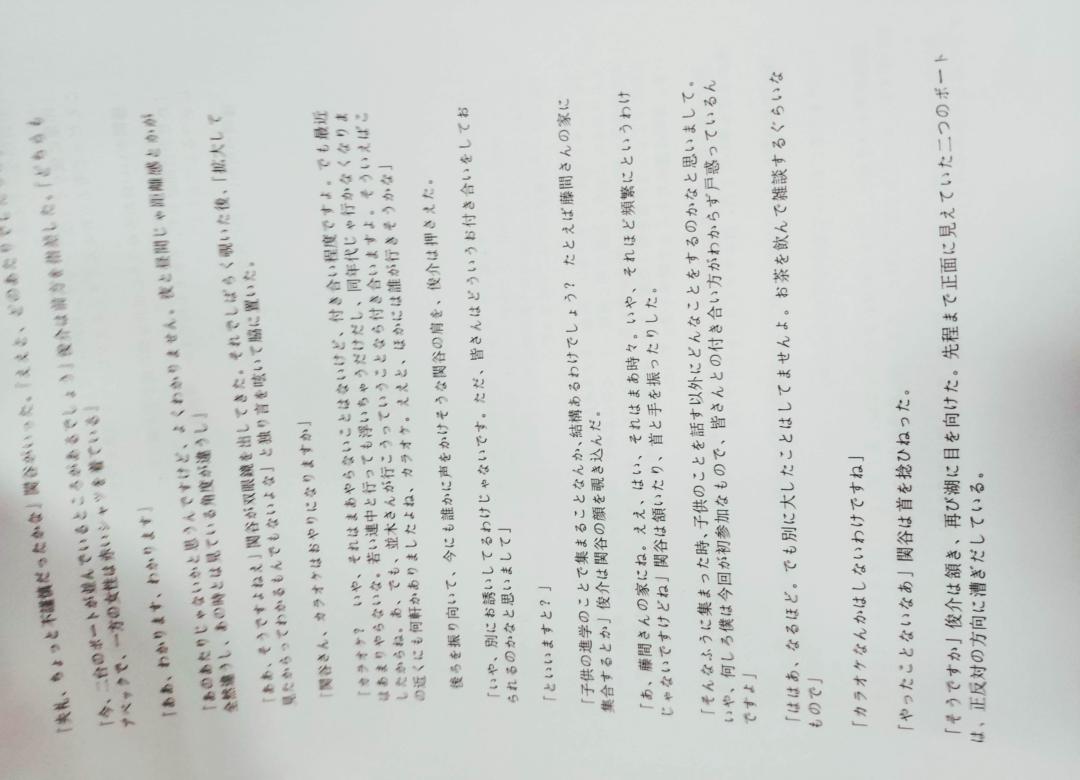 「失礼、ちょっと不謹慎だったかな」関谷がいった。「ええと、どのあたりでした
「今、二台のボートが並んでいるところがあるでしょう」俊介は前方を指差した。「どちらも
アベックで、一方の女性は赤いシャツを着ている」
「ああ、わかります、わかります」
「あのあたりじゃないかと思うんですけど、よくわかりません。夜と昼間じゃ距離感とかが
全然違うし、あの時とは見ている角度が違うし」
「ああ、そうですよねえ」関谷が双眼鏡を出してきた。それでしばらく覗いた後、「拡大して
見たからってわかるもんでもないよな」と独り言を呟いて脇に置いた。
「関谷さん、カラオケはおやりになりますか」
「カラオケ? いや、それはまあやらないことはないけど、付き合い程度ですよ。でも最近
はあまりやらないな。若い連中と行っても浮いちゃうだけだし、同年代じゃ行かなくなりま
したからね。あ、でも、並木さんが行こうっていうことなら付き合いますよ。そういえばこ
の近くにも何軒かありましたよね、カラオケ。ええと、ほかには誰が行きそうかな」
後ろを振り向いて、今にも誰かに声をかけそうな関谷の肩を、俊介は押さえた。
「いや、別にお誘いしてるわけじゃないです。ただ、皆さんはどういうお付き合いをしてお
られるのかなと思いまして」
「といいますと?」
「子供の進学のことで集まることなんか、結構あるわけでしょう? たとえば藤間さんの家に
集合するとか」俊介は関谷の顔を覗き込んだ。
「あ、藤間さんの家にね。ええ、はい、それはまあ時々。いや、それほど頻繁にというわけ
じゃないですけどね」関谷は頷いたり、首と手を振ったりした。
「そんなふうに集まった時、子供のことを話す以外にどんなことをするのかなと思いまして。
いや、何しろ僕は今回が初参加なもので、皆さんとの付き合い方がわからず戸惑っているん
ですよ」
「ははあ、なるほど。でも別に大したことはしてませんよ。お茶を飲んで雑談するぐらいな
もので」
「カラオケなんかはしないわけですね」
「やったことないなあ」関谷は首を捻ひねった。
「そうですか」俊介は頷き、再び湖に目を向けた。先程まで正面に見えていた二つのボート
は、正反対の方向に漕ぎだしている。